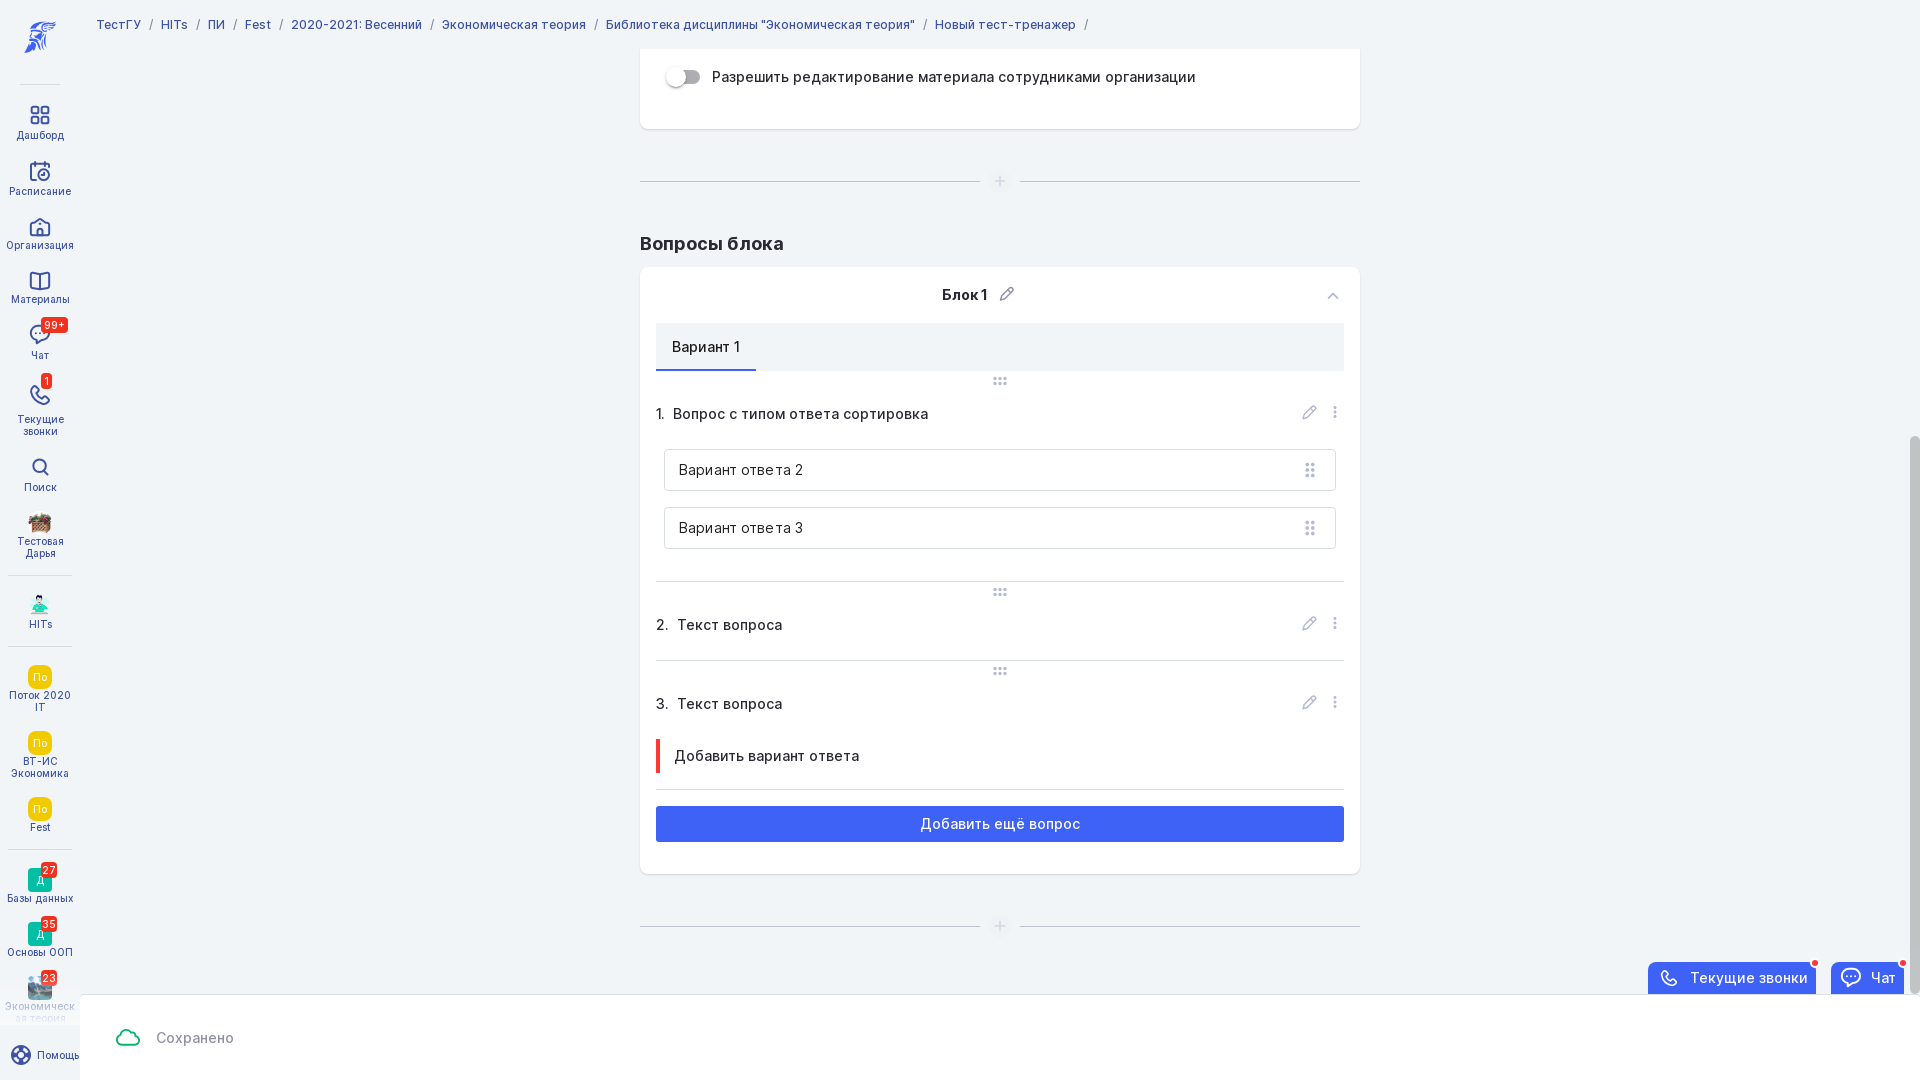 ТестГУ / HITs / ПИ / Fest / 2020-2021: Весенний / Экономическая теория / Библиотека дисциплины "Экономическая теория" / Новый тест-тренажер /
Разрешить редактирование материала сотрудниками организации
Дашборд
Расписание
Организация
Материалы
99+
Чат
1
Текущие
звонки
Поиск
Тестовая
Дарья
HITs
По
Поток 2020
IT
По
ВТ-ИС
Экономика
По
Fest
27
Д
Базы данных
35
Д
Основы ООП
23
Экономическ
ая теория
Помощь
Вопросы блока
Блок 1
Вариант 1
1. Вопрос с типом ответа сортировка
Вариант ответа 2
Вариант ответа 3
2. Текст вопроса
3. Текст вопроса
Добавить вариант ответа
Добавить ещё вопрос
Текущие звонки
Чат
Сохранено